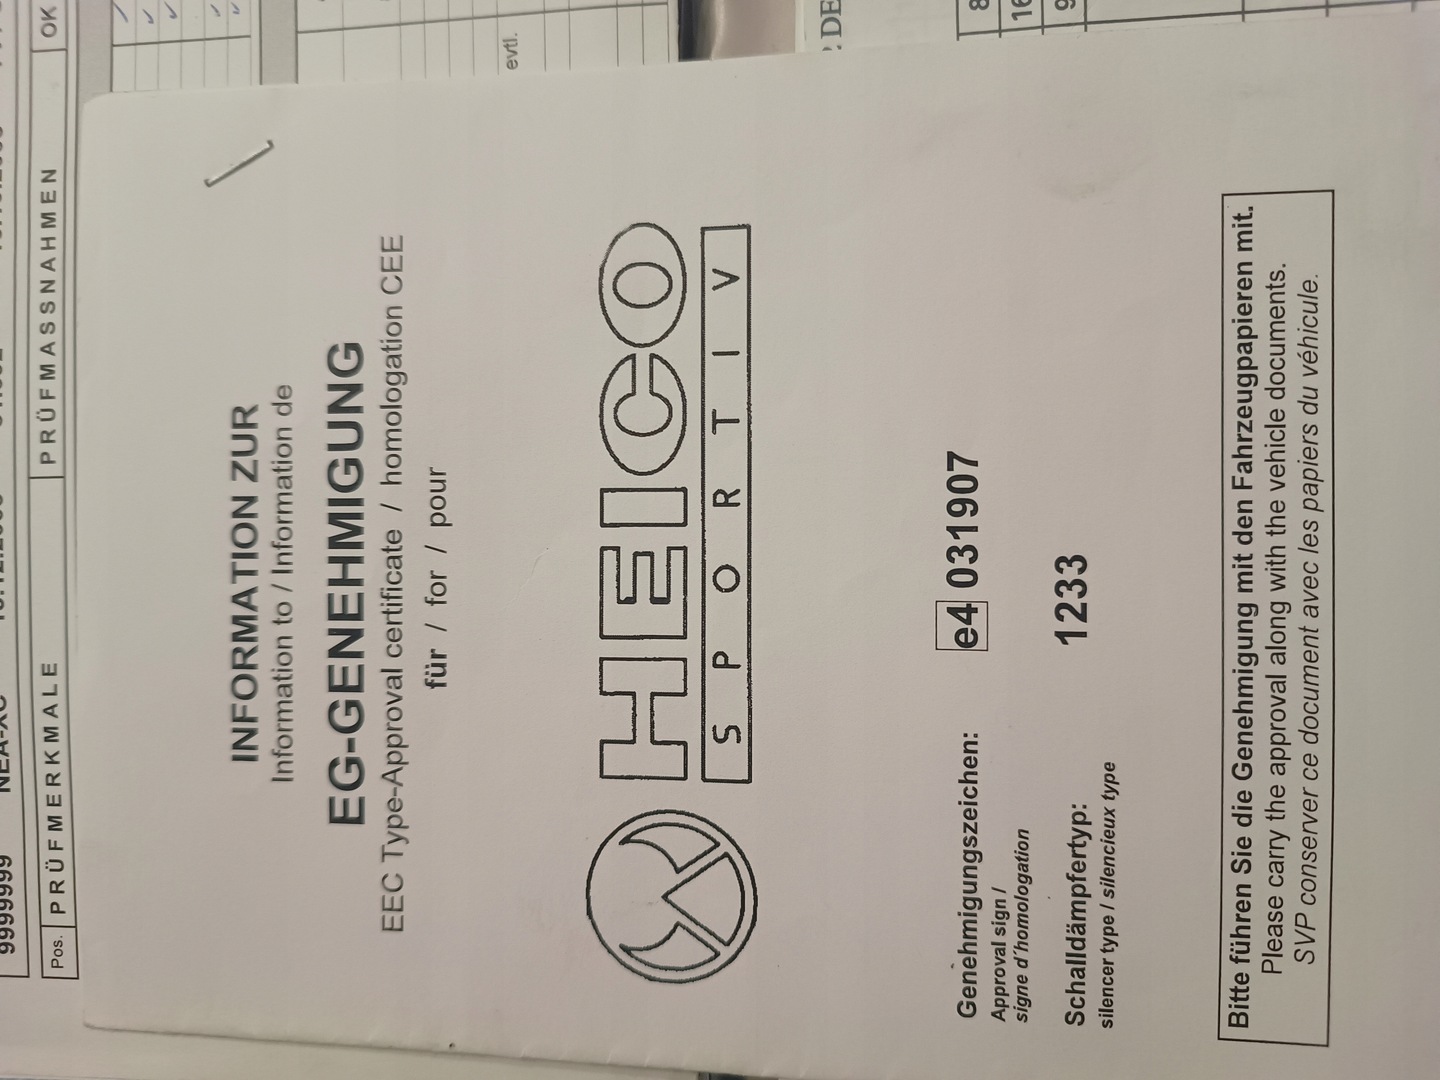 INFORMATION ZUR
Information to / Information de
EG-GENEHMIGUNG
EEC Type-Approval certificate / homologation CEE
für / for / pour
HEICO
SPORTIV
Genehmigungszeichen: e4 031907
Approval sign /
signe d'homologation
Schalldämpfertyp: 1233
silencer type / silencieux type
Bitte führen Sie die Genehmigung mit den Fahrzeugpapieren mit.
Please carry the approval along with the vehicle documents.
SVP conserver ce document avec les papiers du véhicule.
9999999
Pos. PRÜFMERKMALE PRÜFMASSNAHMEN OK
evtl.